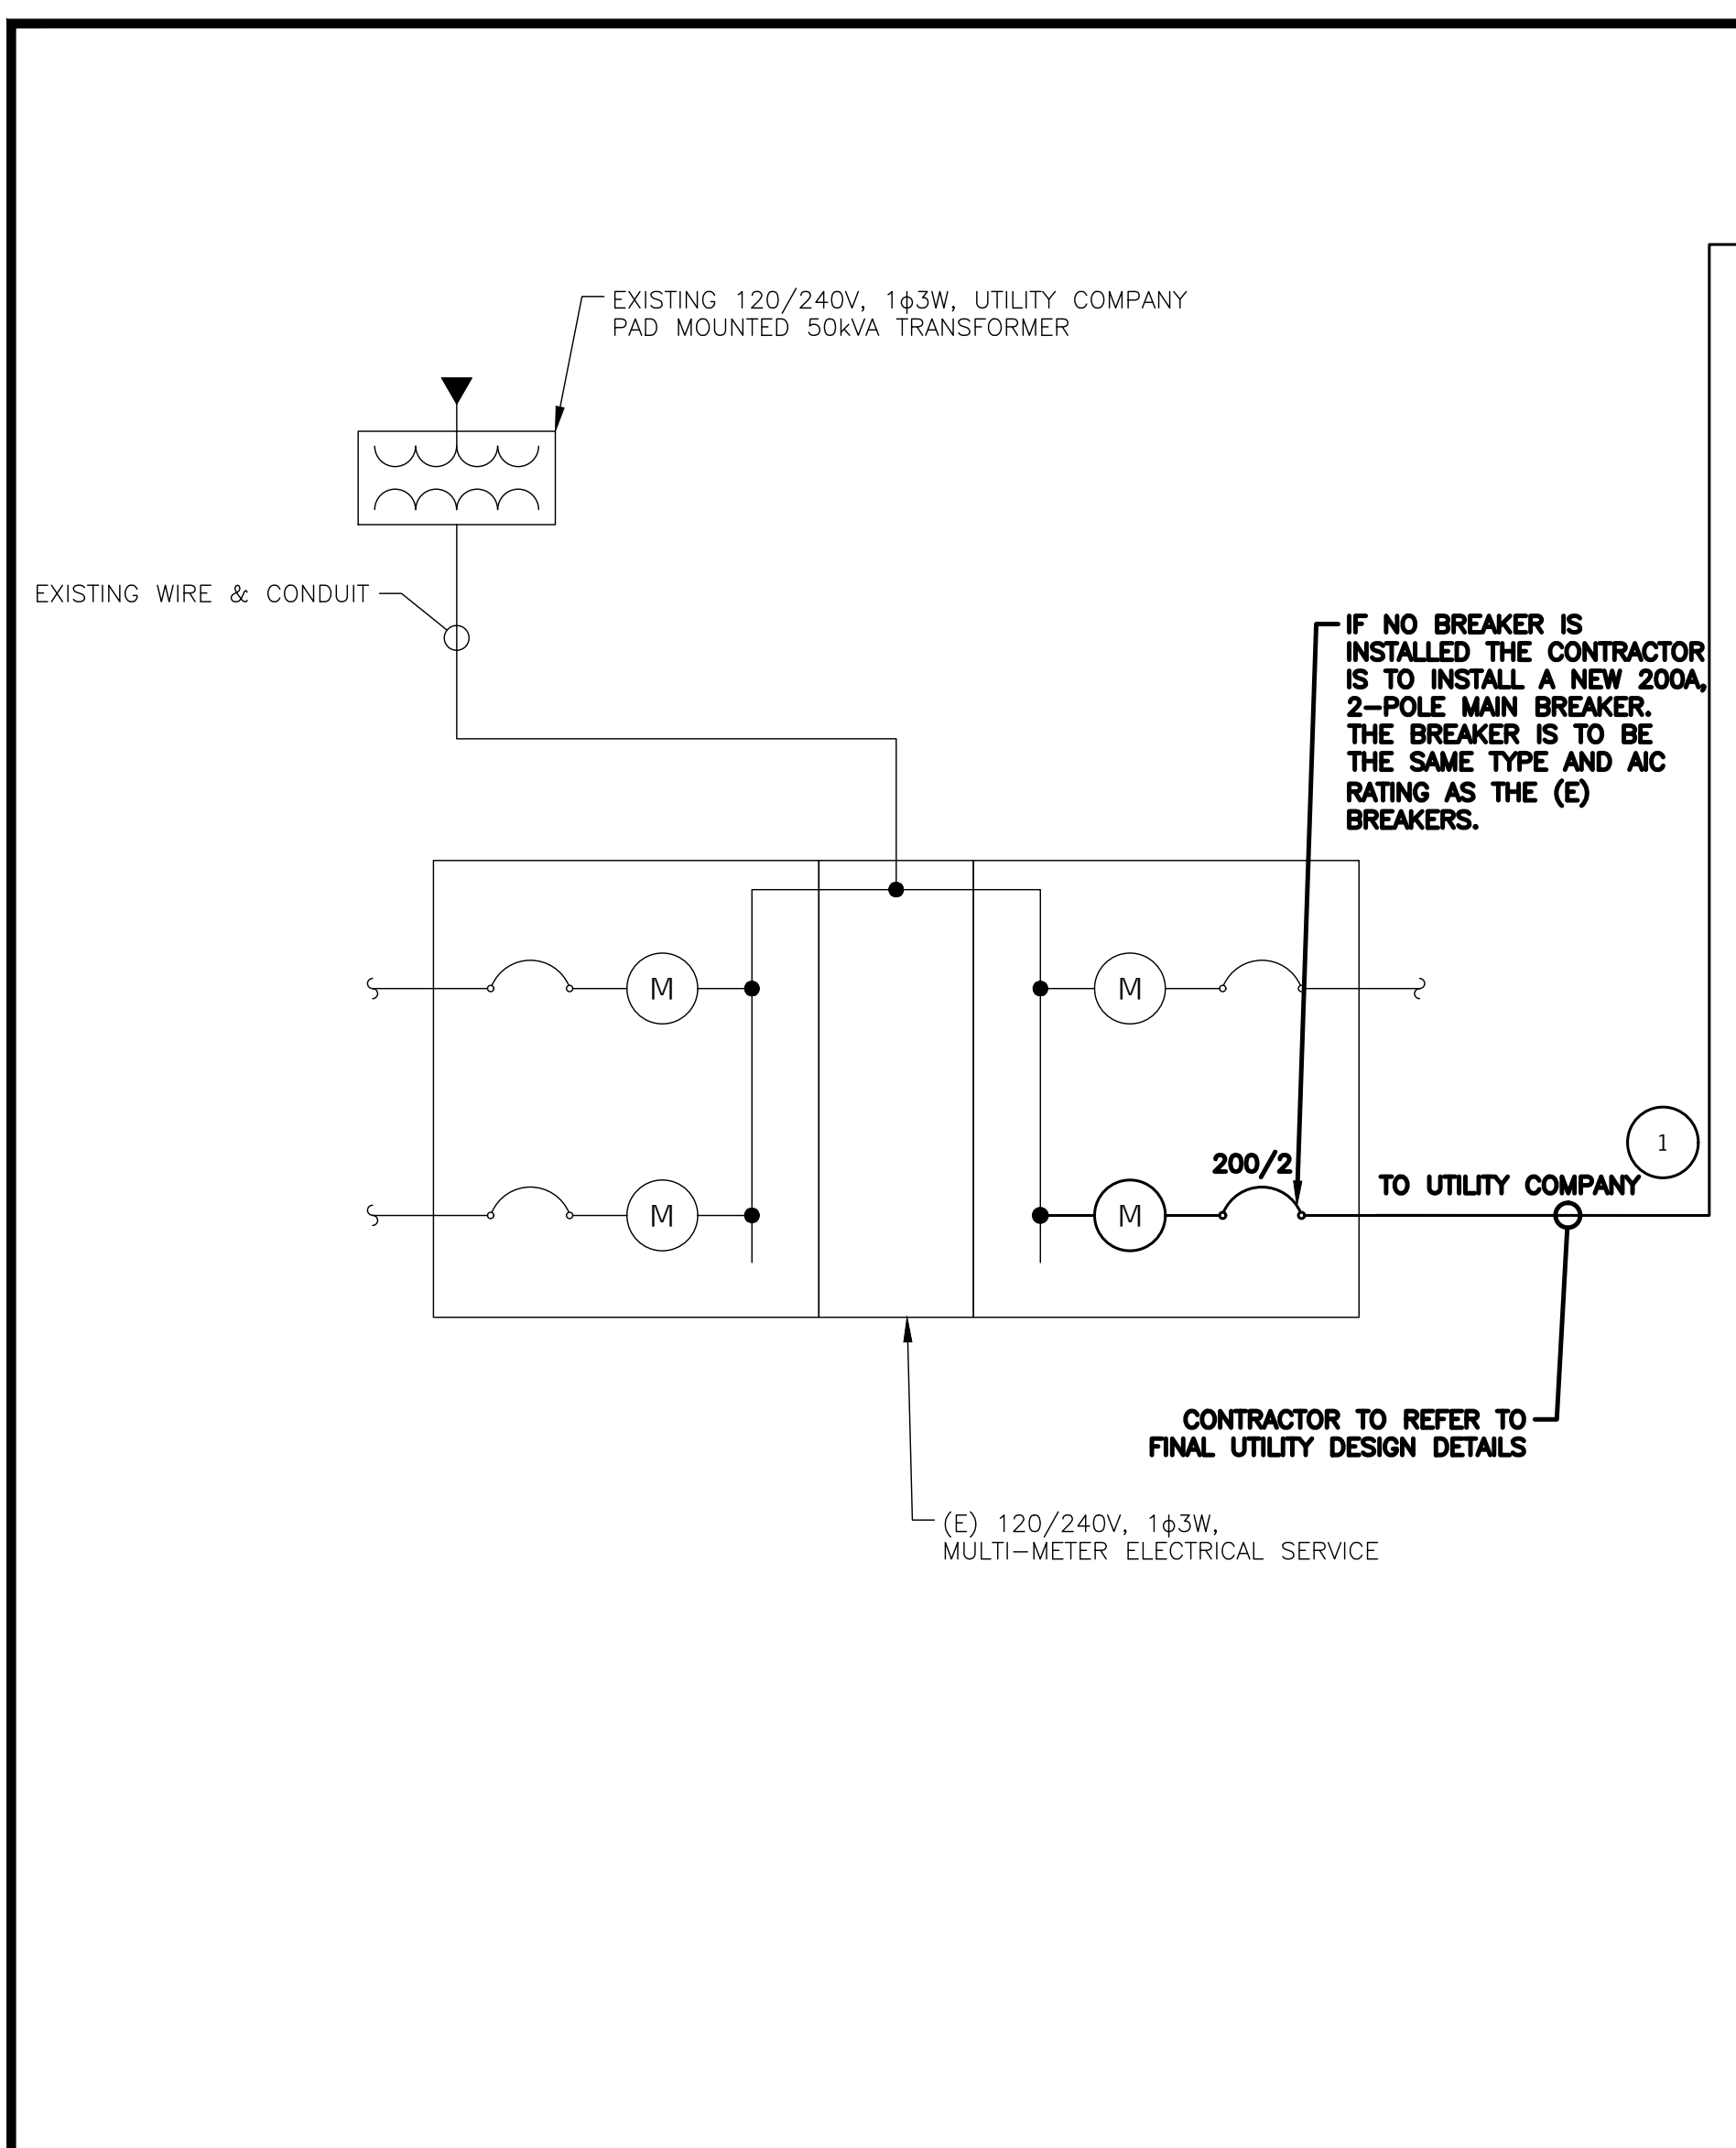 EXISTING 120/240V, 1ϕ3W, UTILITY COMPANY
PAD MOUNTED 50kVA TRANSFORMER
EXISTING WIRE & CONDUIT
IF NO BREAKER IS
INSTALLED THE CONTRACTOR
IS TO INSTALL A NEW 200A,
2-POLE MAIN BREAKER.
THE BREAKER IS TO BE
THE SAME TYPE AND AIC
RATING AS THE (E)
BREAKERS.
M
M
1
200/2
TO UTILITY COMPANY
M
M
CONTRACTOR TO REFER TO
FINAL UTILITY DESIGN DETAILS
(E) 120/240V, 1ϕ3W,
MULTI-METER ELECTRICAL SERVICE